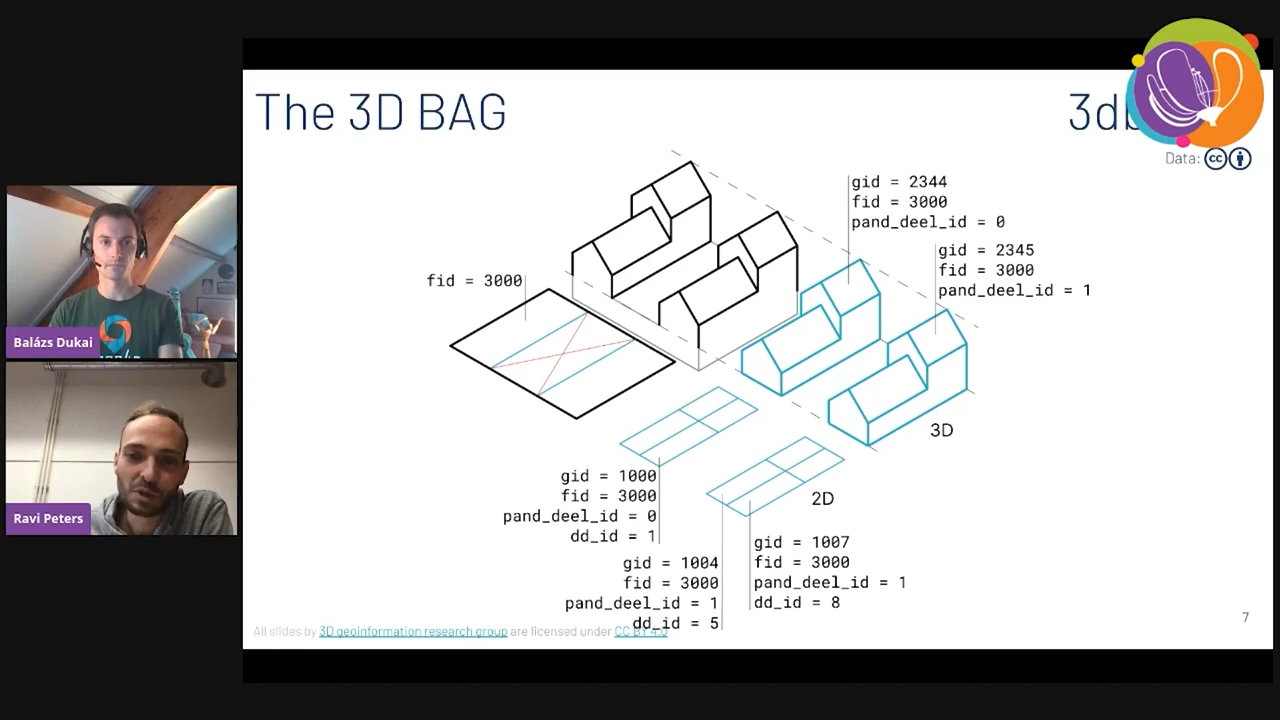 The 3D BAG
3d
Data:
gid = 2344
fid = 3000
pand_deel_id = 0
gid = 2345
fid = 3000
pand_deel_id = 1
fid = 3000
3D
2D
gid = 1000
fid = 3000
pand_deel_id = 0
dd_id = 1
gid = 1004
fid = 3000
pand_deel_id = 1
dd_id = 5
gid = 1007
fid = 3000
pand_deel_id = 1
dd_id = 8
All slides by 3D geoinformation research group are licensed under CC BY 4.0
7
Balázs Dukai
Ravi Peters